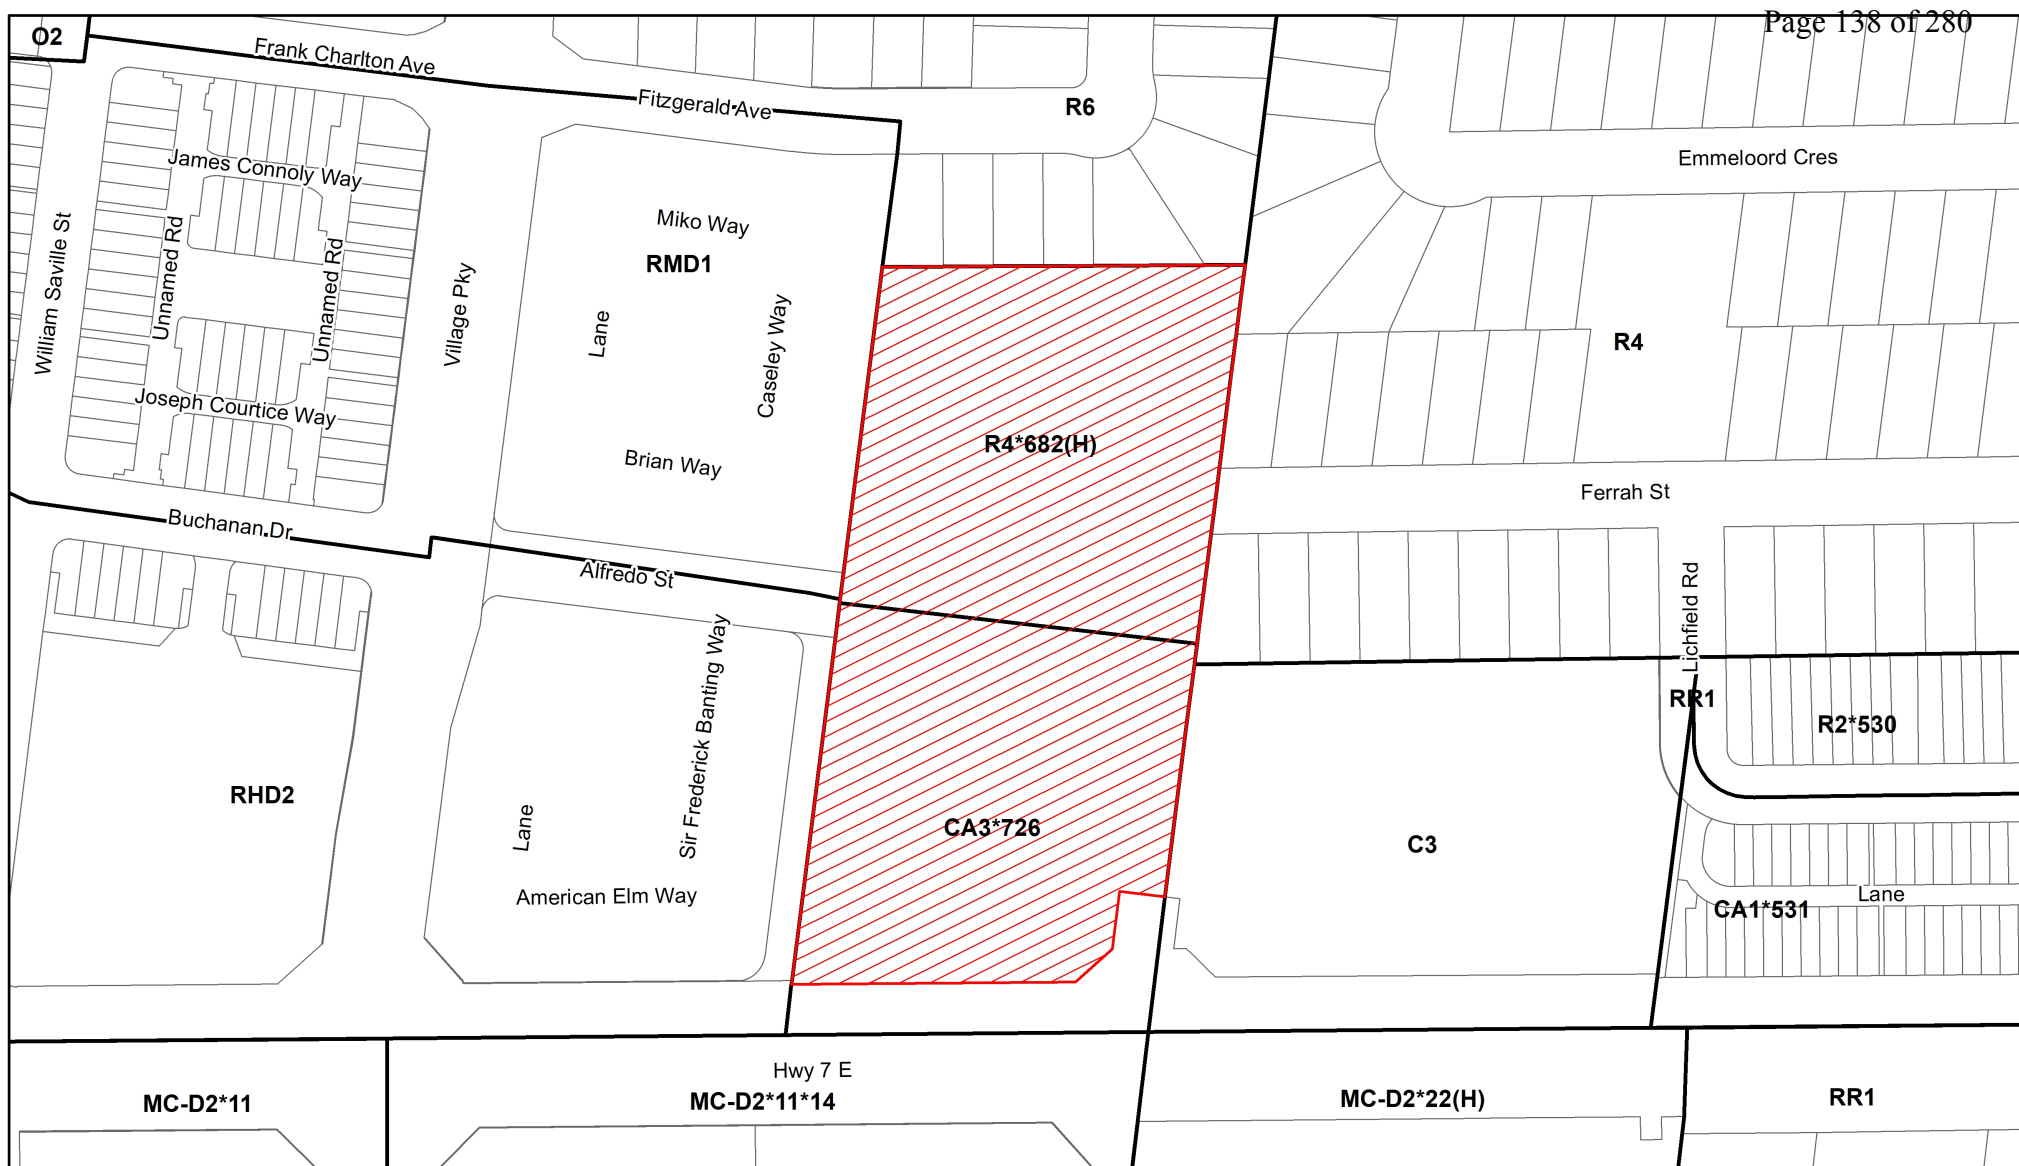 Page 138 of 280
O2
Frank Charlton Ave
Fitzgerald Ave
R6
Emmeloord Cres
James Connoly Way
Miko Way
RMD1
William Saville St
Unnamed Rd
Unnamed Rd
Village Pky
Lane
Caseley Way
R4
Joseph Courtice Way
R4*682(H)
Brian Way
Ferrah St
Buchanan Dr
Alfredo St
Lichfield Rd
Sir Frederick Banting Way
RR1
R2*530
RHD2
Lane
CA3*726
C3
American Elm Way
Lane
CA1*531
Hwy 7 E
MC-D2*11
MC-D2*11*14
MC-D2*22(H)
RR1